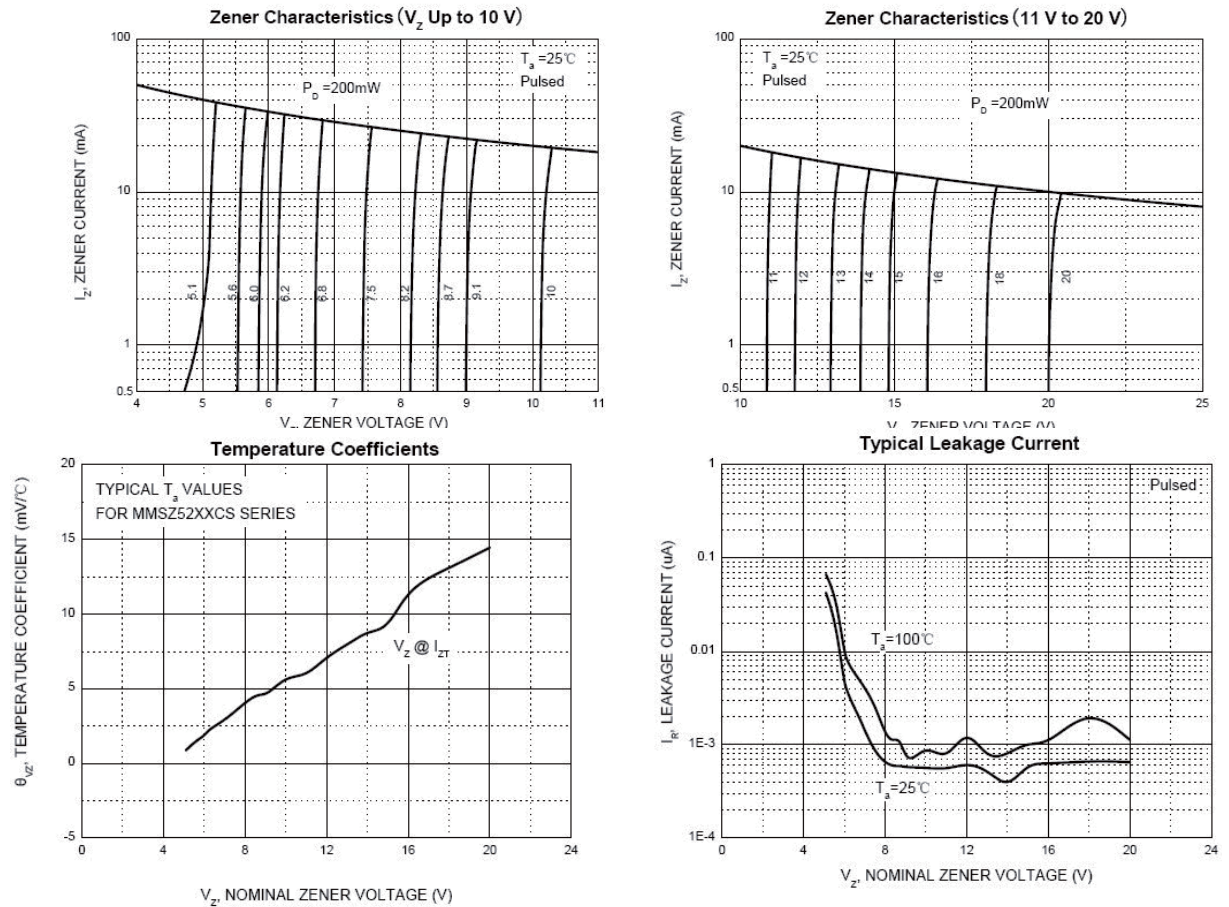 Zener Characteristics (VZ Up to 10 V)
100
10
1
0.5
IZ, ZENER CURRENT (mA)
PD =200mW
Ta =25℃
Pulsed
5.1
5.6
6.0
6.2
6.8
7.5
8.2
8.7
9.1
10
4
5
6
7
8
9
10
11
ZENER VOLTAGE (V)
Zener Characteristics (11 V to 20 V)
100
10
1
0.5
IZ, ZENER CURRENT (mA)
Ta =25℃
Pulsed
PD =200mW
11
12
13
14
15
16
18
20
10
15
20
25
ZENER VOLTAGE (V)
Temperature Coefficients
20
15
10
5
0
-5
θVZ, TEMPERATURE COEFFICIENT (mV/℃)
TYPICAL Ta VALUES
FOR MMSZ52XXCS SERIES
VZ @ IZT
0
4
8
12
16
20
24
VZ, NOMINAL ZENER VOLTAGE (V)
Typical Leakage Current
1
0.1
0.01
1E-3
1E-4
IR, LEAKAGE CURRENT (uA)
Pulsed
Ta=100℃
Ta=25℃
0
4
8
12
16
20
24
VZ, NOMINAL ZENER VOLTAGE (V)